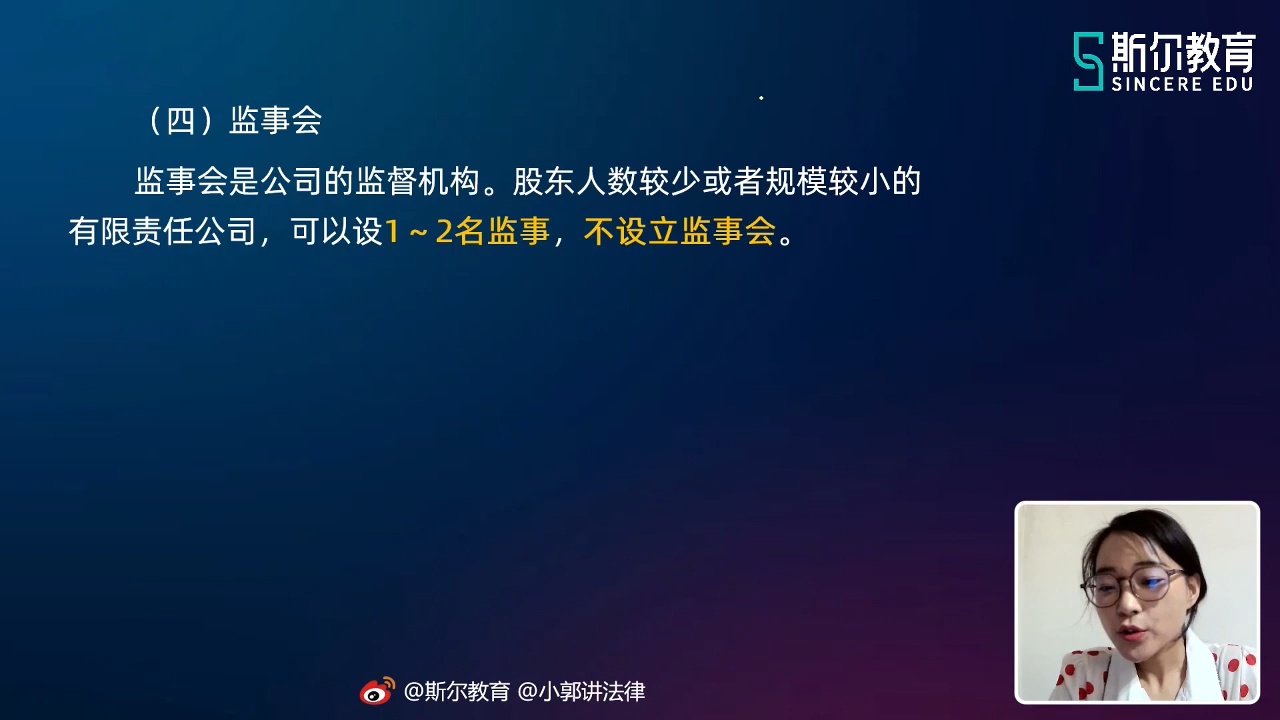 斯尔教育
SINCERE EDU
（四）监事会
监事会是公司的监督机构。股东人数较少或者规模较小的
有限责任公司，可以设1～2名监事，不设立监事会。
@斯尔教育 @小郭讲法律